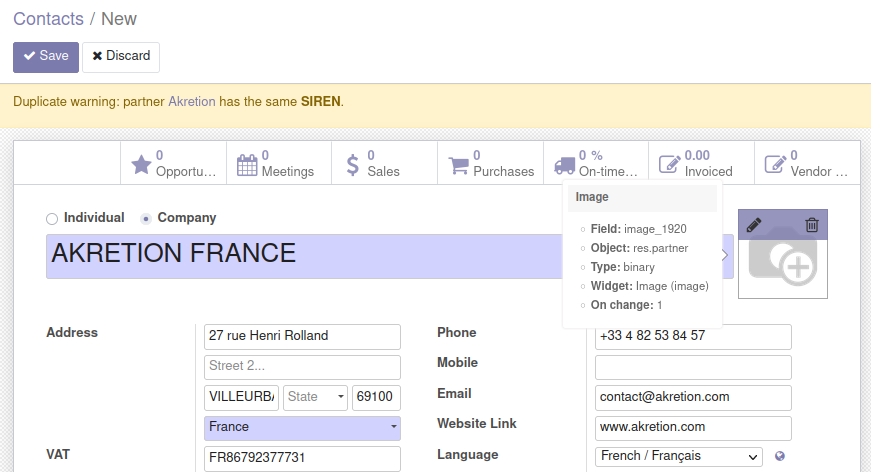 Contacts / New
Save Discard
Duplicate warning: partner Akretion has the same SIREN.
0 Opportu...
0 Meetings
0 Sales
0 Purchases
0 % On-time...
0.00 Invoiced
0 Vendor ...
Image
Field: image_1920
Object: res.partner
Type: binary
Widget: Image (image)
On change: 1
Individual Company
AKRETION FRANCE
Address 27 rue Henri Rolland
Street 2...
VILLEURBA State 69100
France
VAT FR86792377731
Phone +33 4 82 53 84 57
Mobile
Email contact@akretion.com
Website Link www.akretion.com
Language French / Français